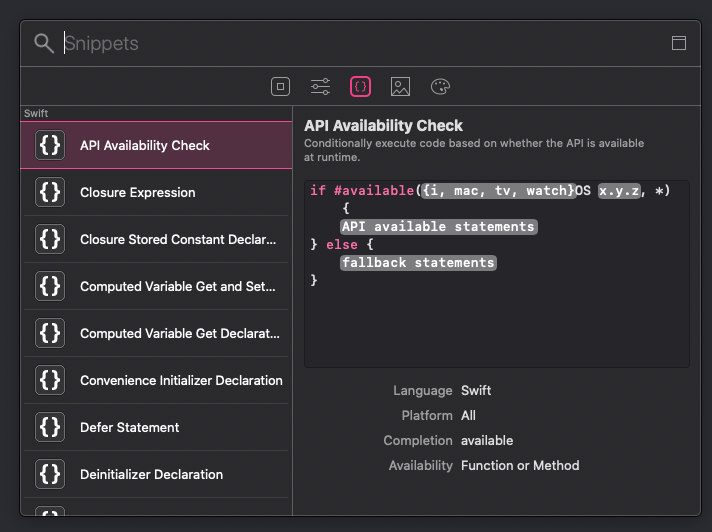 Snippets
Swift
API Availability Check
Closure Expression
Closure Stored Constant Declar...
Computed Variable Get and Set...
Computed Variable Get Declarat...
Convenience Initializer Declaration
Defer Statement
Deinitializer Declaration
API Availability Check
Conditionally execute code based on whether the API is available
at runtime.
if #available({i, mac, tv, watch}OS x.y.z, *)
{
API available statements
} else {
fallback statements
}
Language Swift
Platform All
Completion available
Availability Function or Method